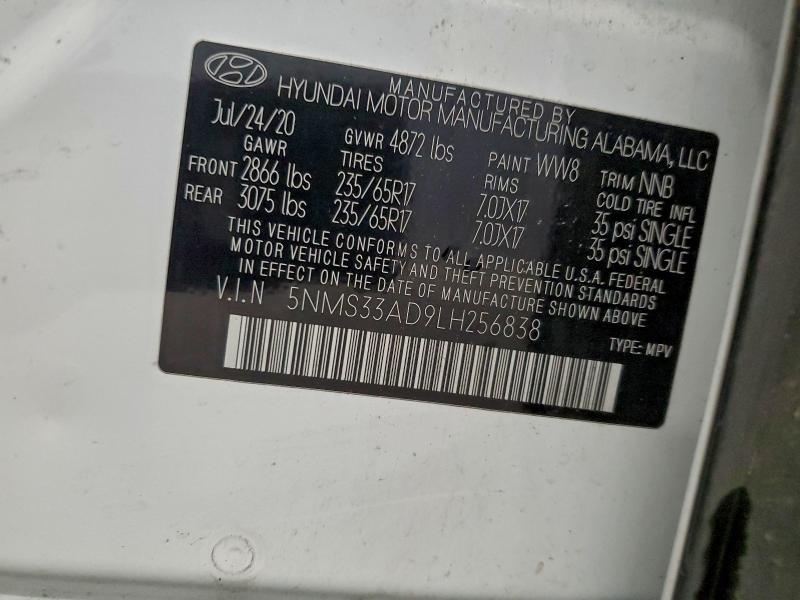 MANUFACTURED BY
HYUNDAI MOTOR MANUFACTURING ALABAMA, LLC
Jul/24/20 GVWR 4872 lbs PAINT WW8 TRIM NNB
GAWR TIRES RIMS COLD TIRE INFL
FRONT 2866 lbs 235/65R17 7.0JX17 35 psi SINGLE
REAR 3075 lbs 235/65R17 7.0JX17 35 psi SINGLE
THIS VEHICLE CONFORMS TO ALL APPLICABLE U.S.A. FEDERAL
MOTOR VEHICLE SAFETY AND THEFT PREVENTION STANDARDS
IN EFFECT ON THE DATE OF MANUFACTURE SHOWN ABOVE
V.I.N 5NMS33AD9LH256838
TYPE: MPV